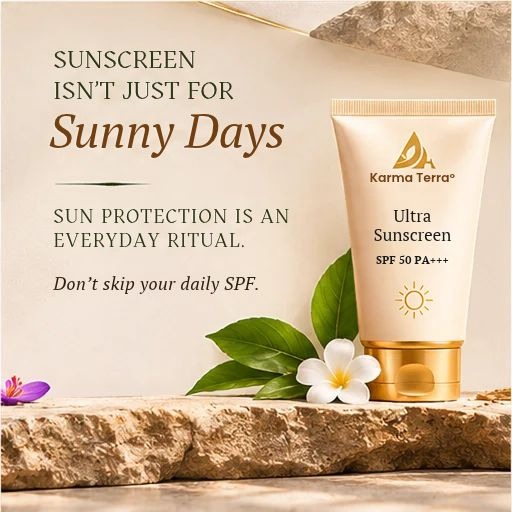 SUNSCREEN
ISN'T JUST FOR
Sunny Days
SUN PROTECTION IS AN
EVERYDAY RITUAL.
Don't skip your daily SPF.
Karma Terra®
Ultra
Sunscreen
SPF 50 PA+++